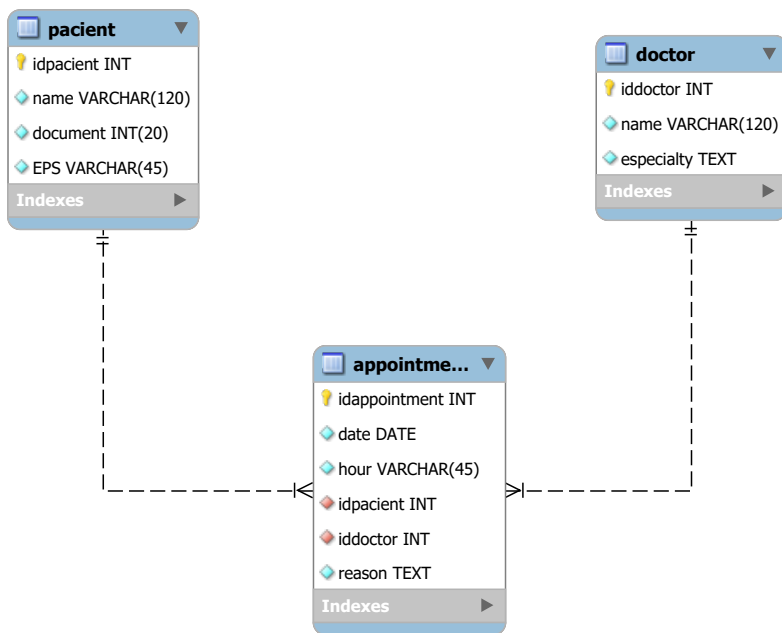 pacient
idpacient INT
name VARCHAR(120)
document INT(20)
EPS VARCHAR(45)
Indexes
doctor
iddoctor INT
name VARCHAR(120)
especialty TEXT
Indexes
appointme...
idappointment INT
date DATE
hour VARCHAR(45)
idpacient INT
iddoctor INT
reason TEXT
Indexes